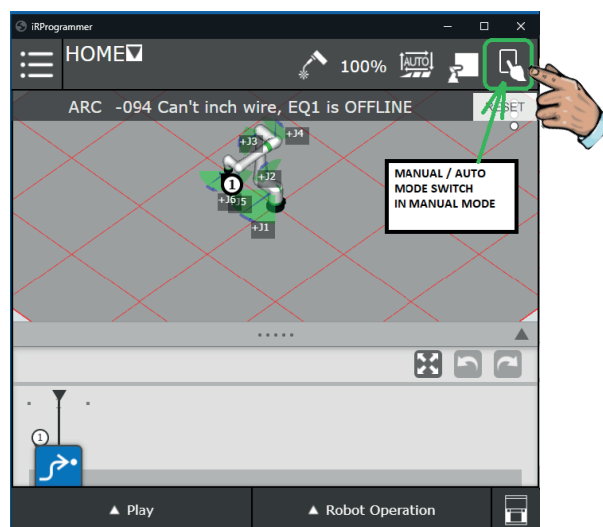 iRProgrammer
HOME
100%
AUTO
ARC -094 Can't inch wire, EQ1 is OFFLINE
RESET
+J3
+J4
+J2
1
+J6
J5
+J1
MANUAL / AUTO
MODE SWITCH
IN MANUAL MODE
1
Play
Robot Operation